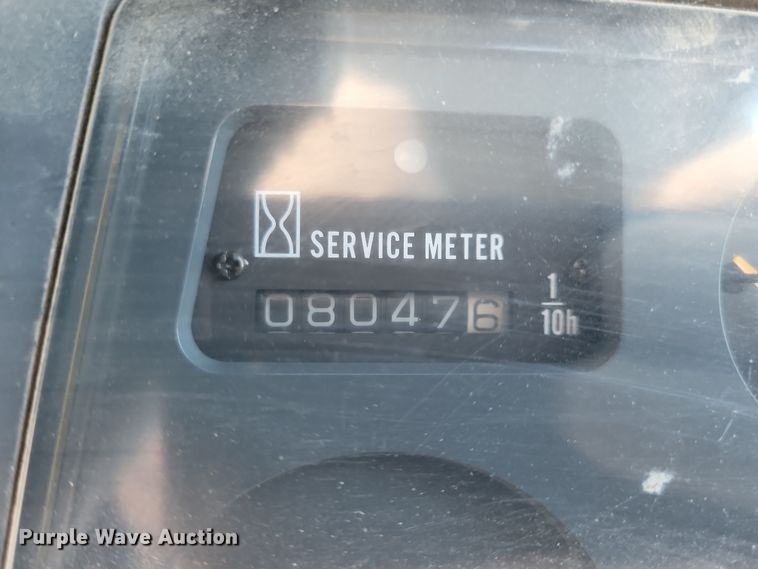 SERVICE METER
080476
1
10h
Purple Wave Auction